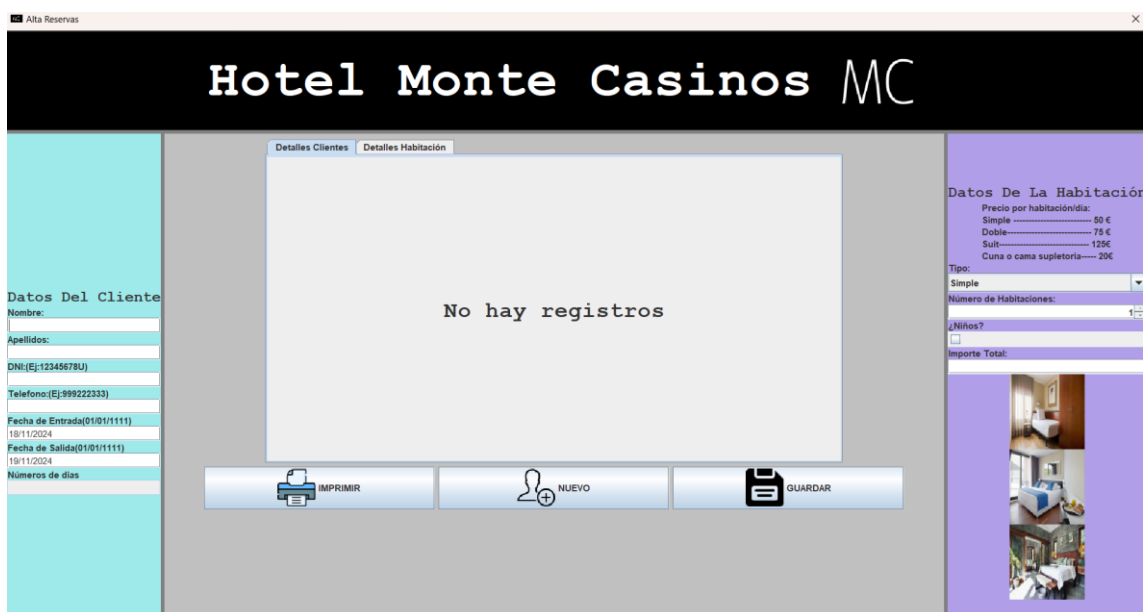 MC Alta Reservas
Hotel Monte Casinos MC
Datos Del Cliente
Nombre:
Apellidos:
DNI:(Ej:12345678U)
Telefono:(Ej:999222333)
Fecha de Entrada(01/01/1111)
18/11/2024
Fecha de Salida(01/01/1111)
19/11/2024
Números de dias
Detalles Clientes Detalles Habitación
No hay registros
IMPRIMIR NUEVO GUARDAR
Datos De La Habitación
Precio por habitación/dia:
Simple -------------------------- 50 €
Doble---------------------------- 75 €
Suit------------------------------ 125€
Cuna o cama supletoria----- 20€
Tipo:
Simple
Número de Habitaciones:
1
¿Niños?
Importe Total: